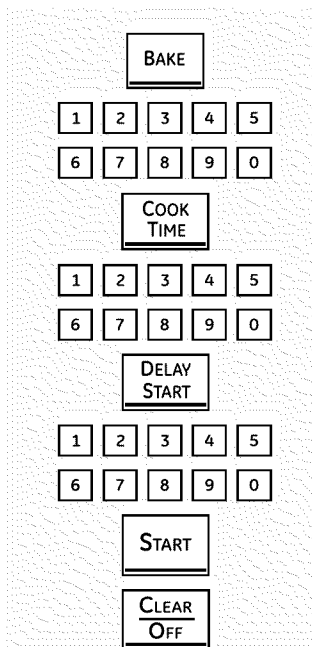 BAKE
1 2 3 4 5
6 7 8 9 0
COOK
TIME
1 2 3 4 5
6 7 8 9 0
DELAY
START
1 2 3 4 5
6 7 8 9 0
START
CLEAR
OFF